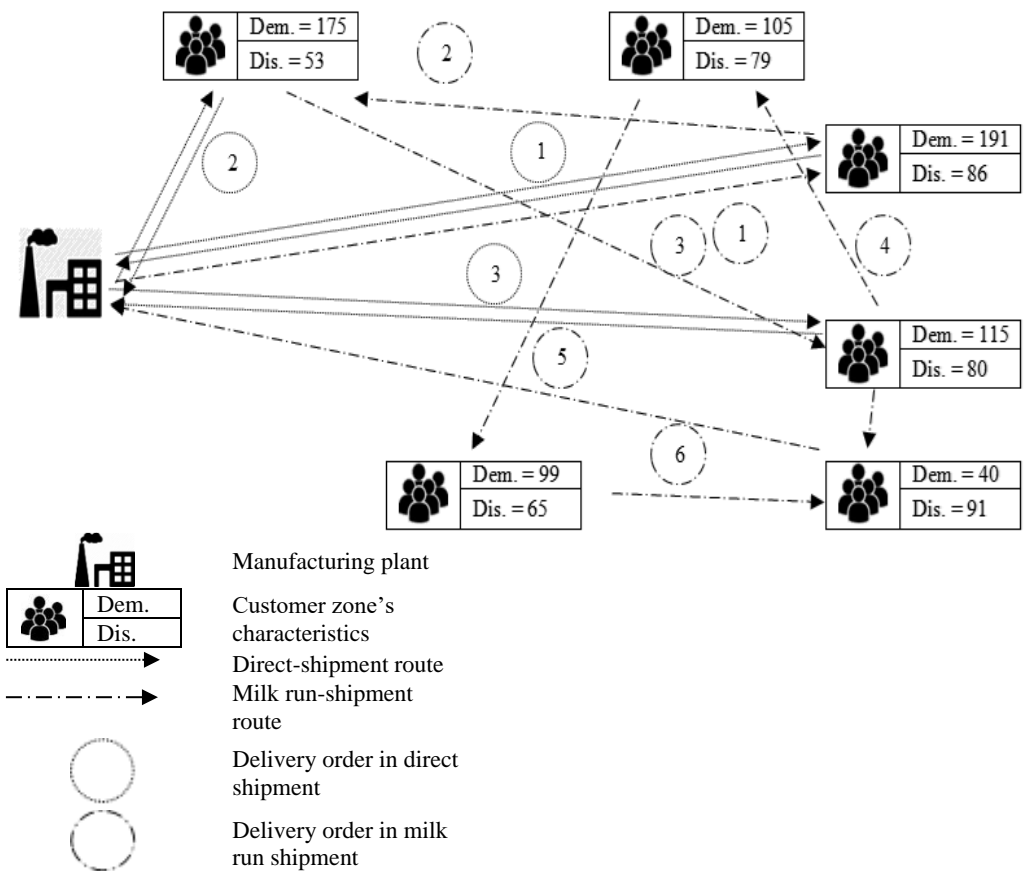 Dem. = 175
Dis. = 53
Dem. = 105
Dis. = 79
2
1
2
Dem. = 191
Dis. = 86
3
1
4
3
Dem. = 115
Dis. = 80
5
6
Dem. = 99
Dis. = 65
Dem. = 40
Dis. = 91
Manufacturing plant
Dem.
Dis.
Customer zone’s
characteristics
Direct-shipment route
Milk run-shipment
route
Delivery order in direct
shipment
Delivery order in milk
run shipment